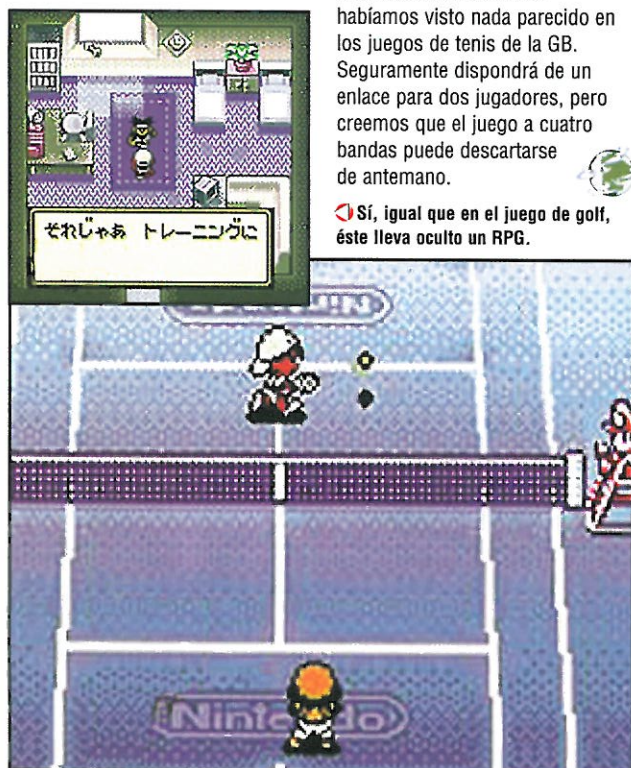 habíamos visto nada parecido en
los juegos de tenis de la GB.
Seguramente dispondrá de un
enlace para dos jugadores, pero
creemos que el juego a cuatro
bandas puede descartarse
de antemano.
Sí, igual que en el juego de golf,
éste lleva oculto un RPG.
それじゃあ トレーニングに
Nintendo